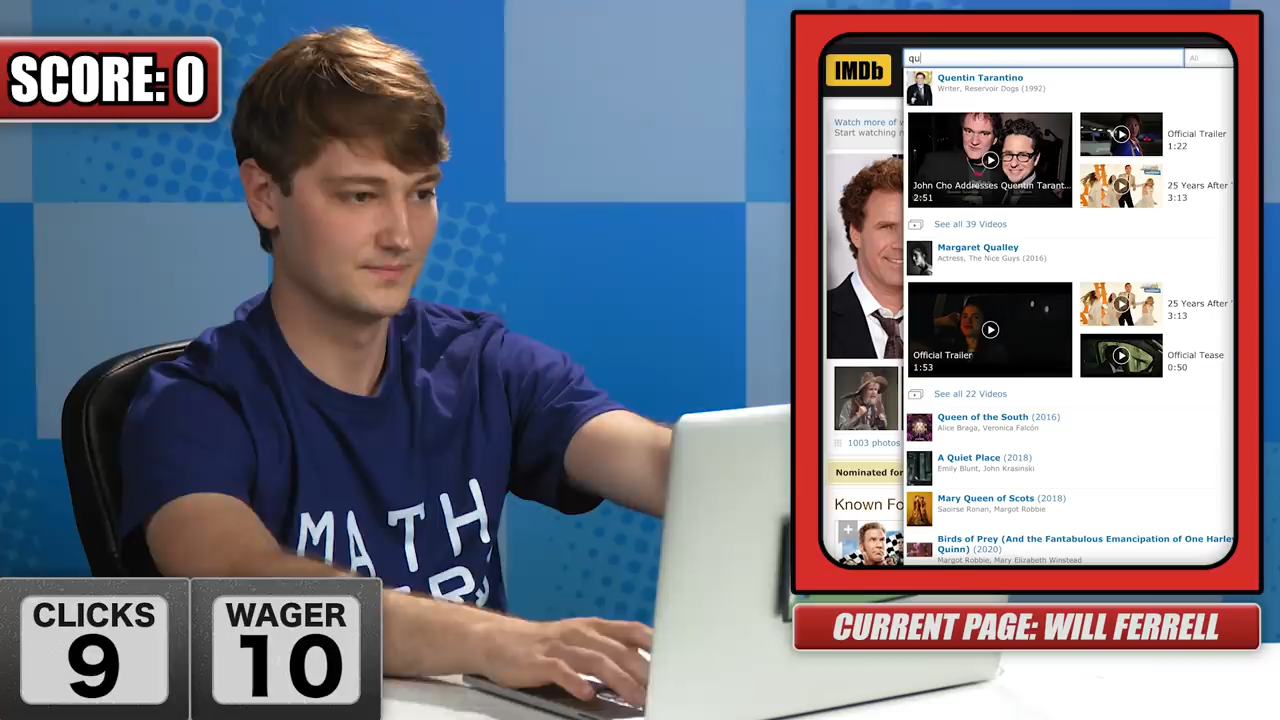 SCORE: 0
IMDb
qu
All
Quentin Tarantino
Writer, Reservoir Dogs (1992)
Watch more of
Start watching
John Cho Addresses Quentin Tarant...
2:51
Official Trailer
1:22
25 Years After
3:13
See all 39 Videos
Margaret Qualley
Actress, The Nice Guys (2016)
Official Trailer
1:53
25 Years After
3:13
Official Tease
0:50
See all 22 Videos
Queen of the South (2016)
Alice Braga, Veronica Falcón
1003 photos
A Quiet Place (2018)
Emily Blunt, John Krasinski
Nominated for
Mary Queen of Scots (2018)
Saoirse Ronan, Margot Robbie
Known Fo
Birds of Prey (And the Fantabulous Emancipation of One Harle
Quinn) (2020)
Margot Robbie, Mary Elizabeth Winstead
MATH
CLICKS
9
WAGER
10
CURRENT PAGE: WILL FERRELL